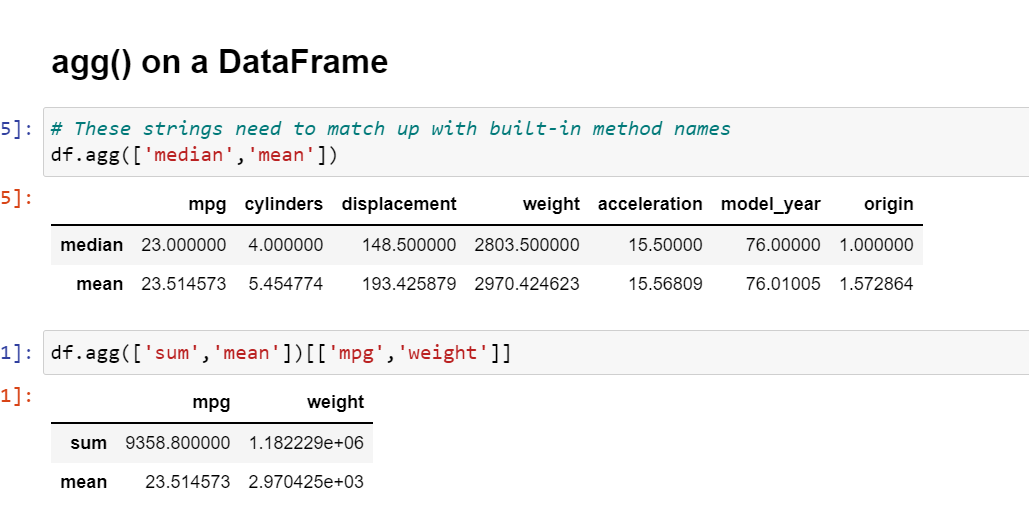 agg() on a DataFrame
5]: # These strings need to match up with built-in method names
df.agg(['median','mean'])
5]:
mpg cylinders displacement weight acceleration model_year origin
median 23.000000 4.000000 148.500000 2803.500000 15.50000 76.00000 1.000000
mean 23.514573 5.454774 193.425879 2970.424623 15.56809 76.01005 1.572864
1]: df.agg(['sum','mean'])[['mpg','weight']]
1]:
mpg weight
sum 9358.800000 1.182229e+06
mean 23.514573 2.970425e+03